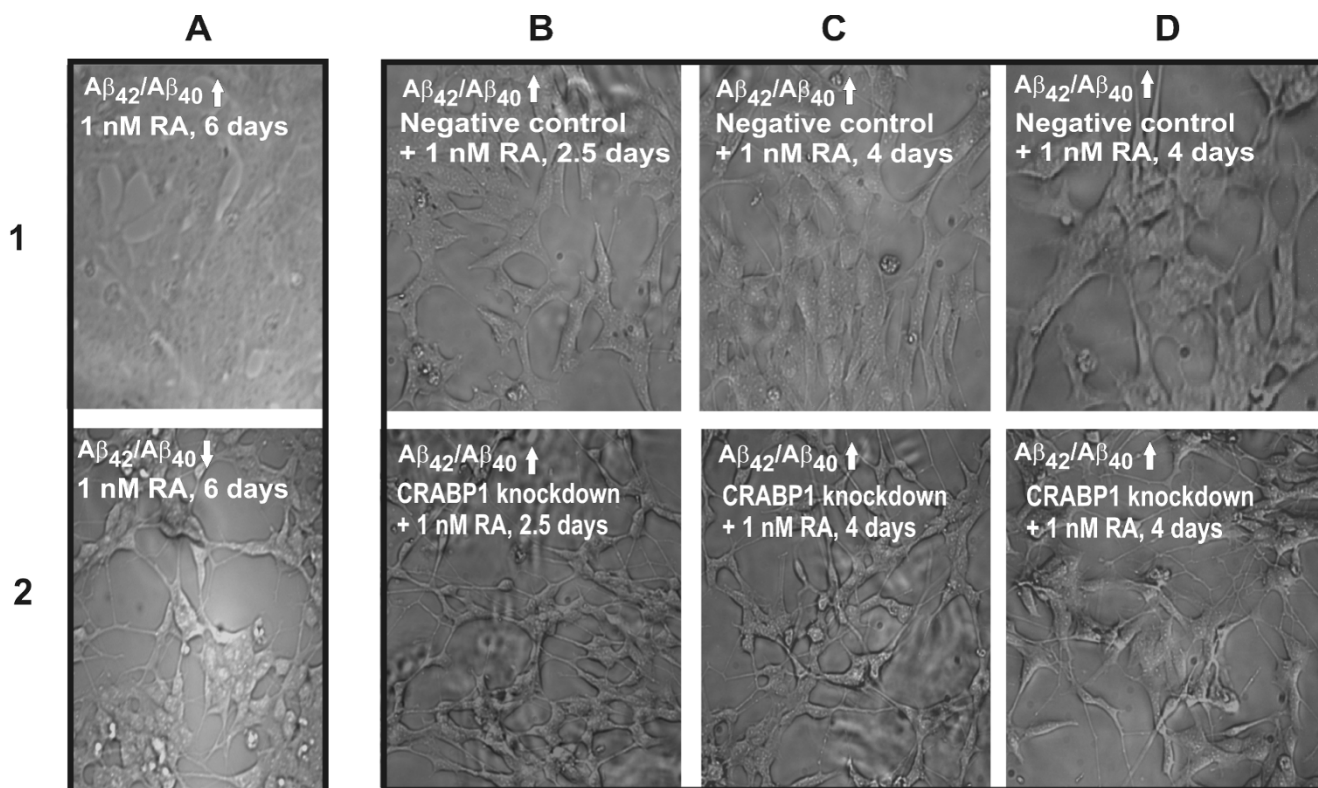 A
B
C
D
1
Aβ42/Aβ40 ↑
1 nM RA, 6 days
Aβ42/Aβ40 ↑
Negative control
+ 1 nM RA, 2.5 days
Aβ42/Aβ40 ↑
Negative control
+ 1 nM RA, 4 days
Aβ42/Aβ40 ↑
Negative control
+ 1 nM RA, 4 days
2
Aβ42/Aβ40 ↓
1 nM RA, 6 days
Aβ42/Aβ40 ↑
CRABP1 knockdown
+ 1 nM RA, 2.5 days
Aβ42/Aβ40 ↑
CRABP1 knockdown
+ 1 nM RA, 4 days
Aβ42/Aβ40 ↑
CRABP1 knockdown
+ 1 nM RA, 4 days